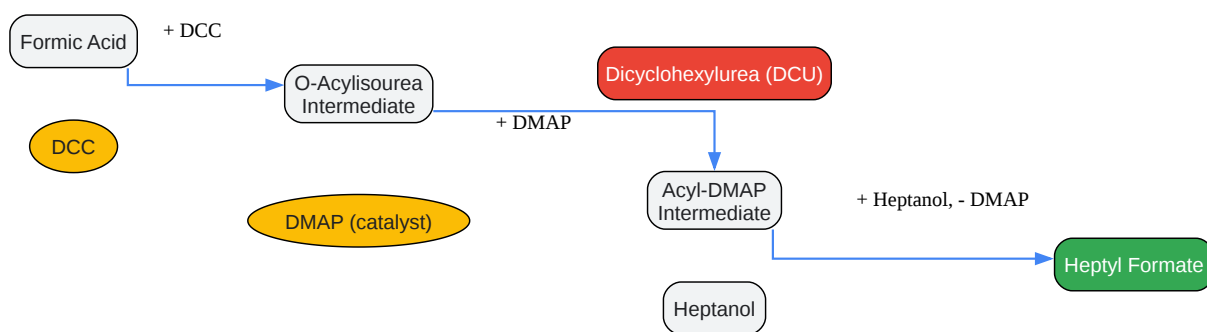 Formic Acid
+ DCC
O-Acylisourea
Intermediate
Dicyclohexylurea (DCU)
+ DMAP
DCC
DMAP (catalyst)
Acyl-DMAP
Intermediate
+ Heptanol, - DMAP
Heptyl Formate
Heptanol